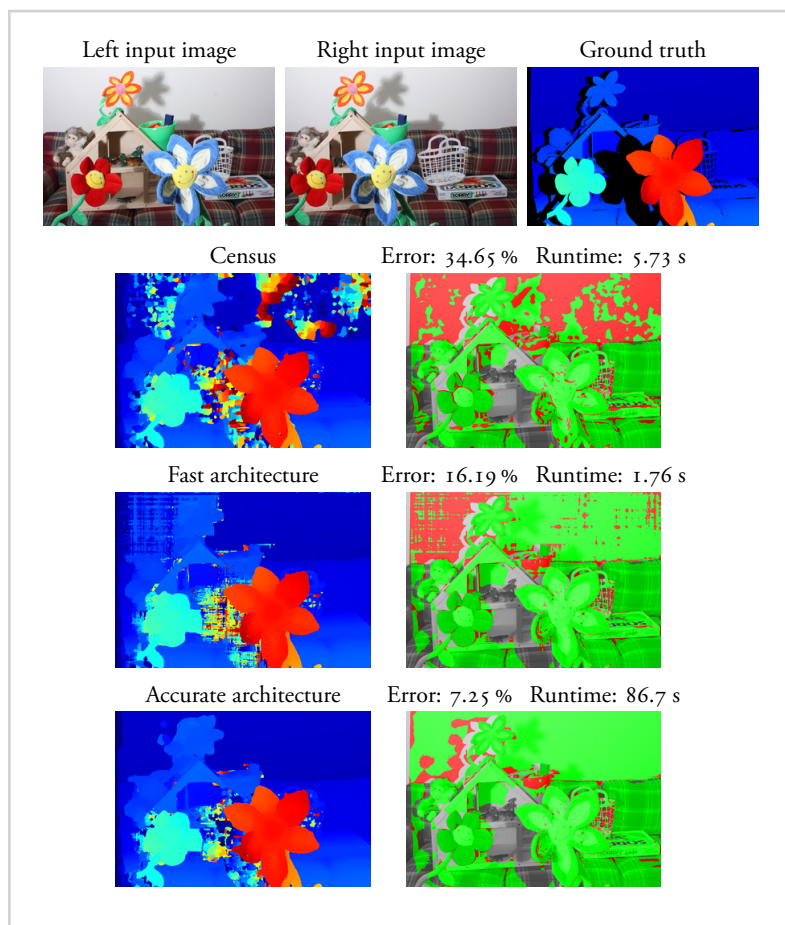 Left input image Right input image Ground truth
Census Error: 34.65 % Runtime: 5.73 s
Fast architecture Error: 16.19 % Runtime: 1.76 s
Accurate architecture Error: 7.25 % Runtime: 86.7 s